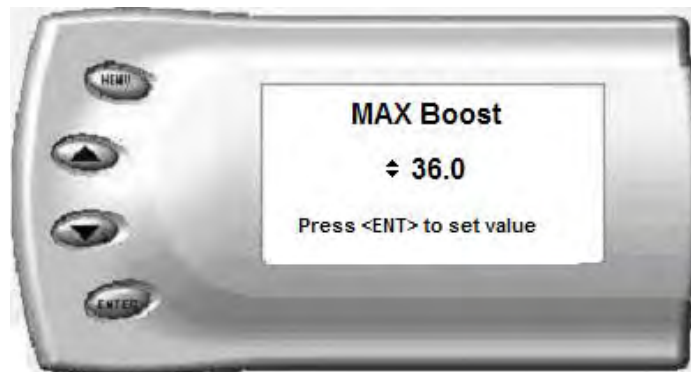 MENU
MAX Boost
36.0
Press <ENT> to set value
ENTER